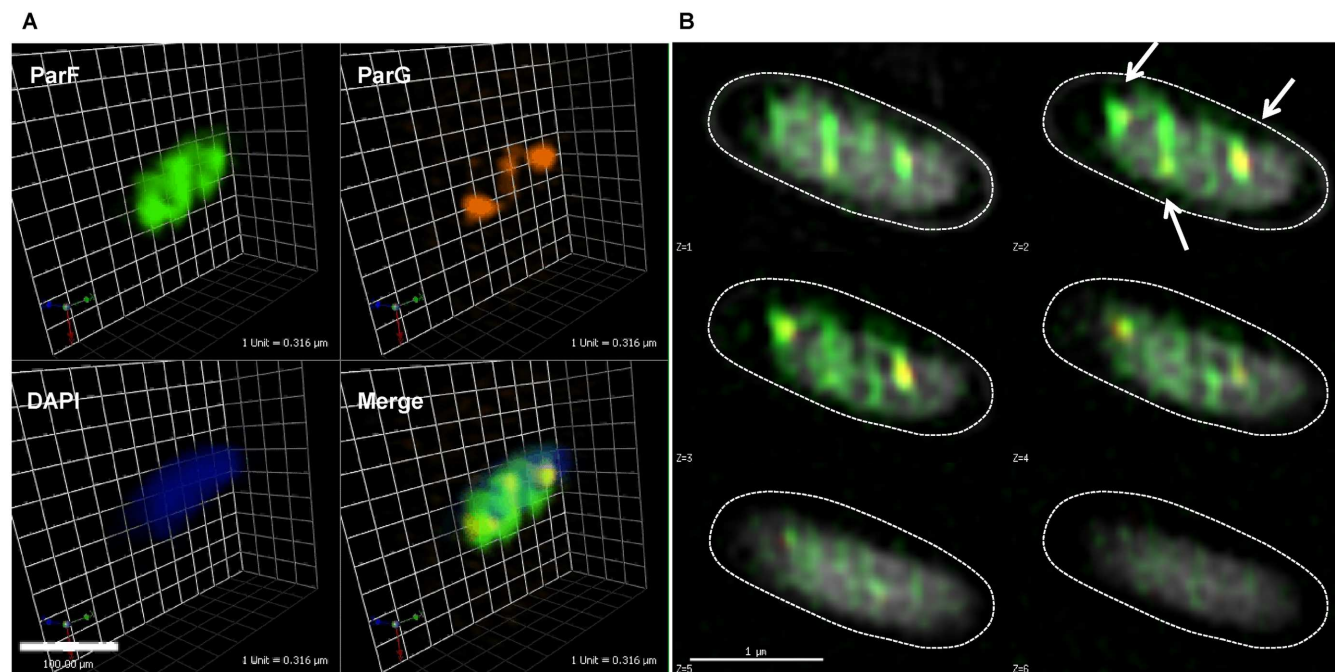 A
B
ParF
ParG
1 Unit = 0.316 µm
1 Unit = 0.316 µm
DAPI
Merge
100.00 µm
1 Unit = 0.316 µm
1 Unit = 0.316 µm
Z=1
Z=2
Z=3
Z=4
Z=5
1 µm
Z=6